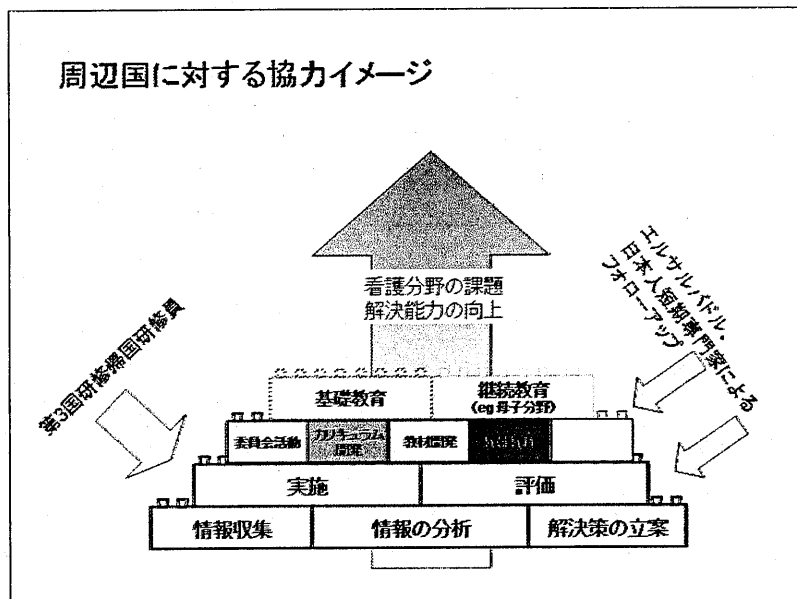 周辺国に対する協力イメージ
看護分野の課題
解決能力の向上
エルサルバドル・
日本人短期専門家による
フォローアップ
第3国研修帰国研修員
基礎教育
継続教育
(eg母子分野)
委員会活動
カリキュラム
開発
教材開発
実施
評価
情報収集
情報の分析
解決策の立案